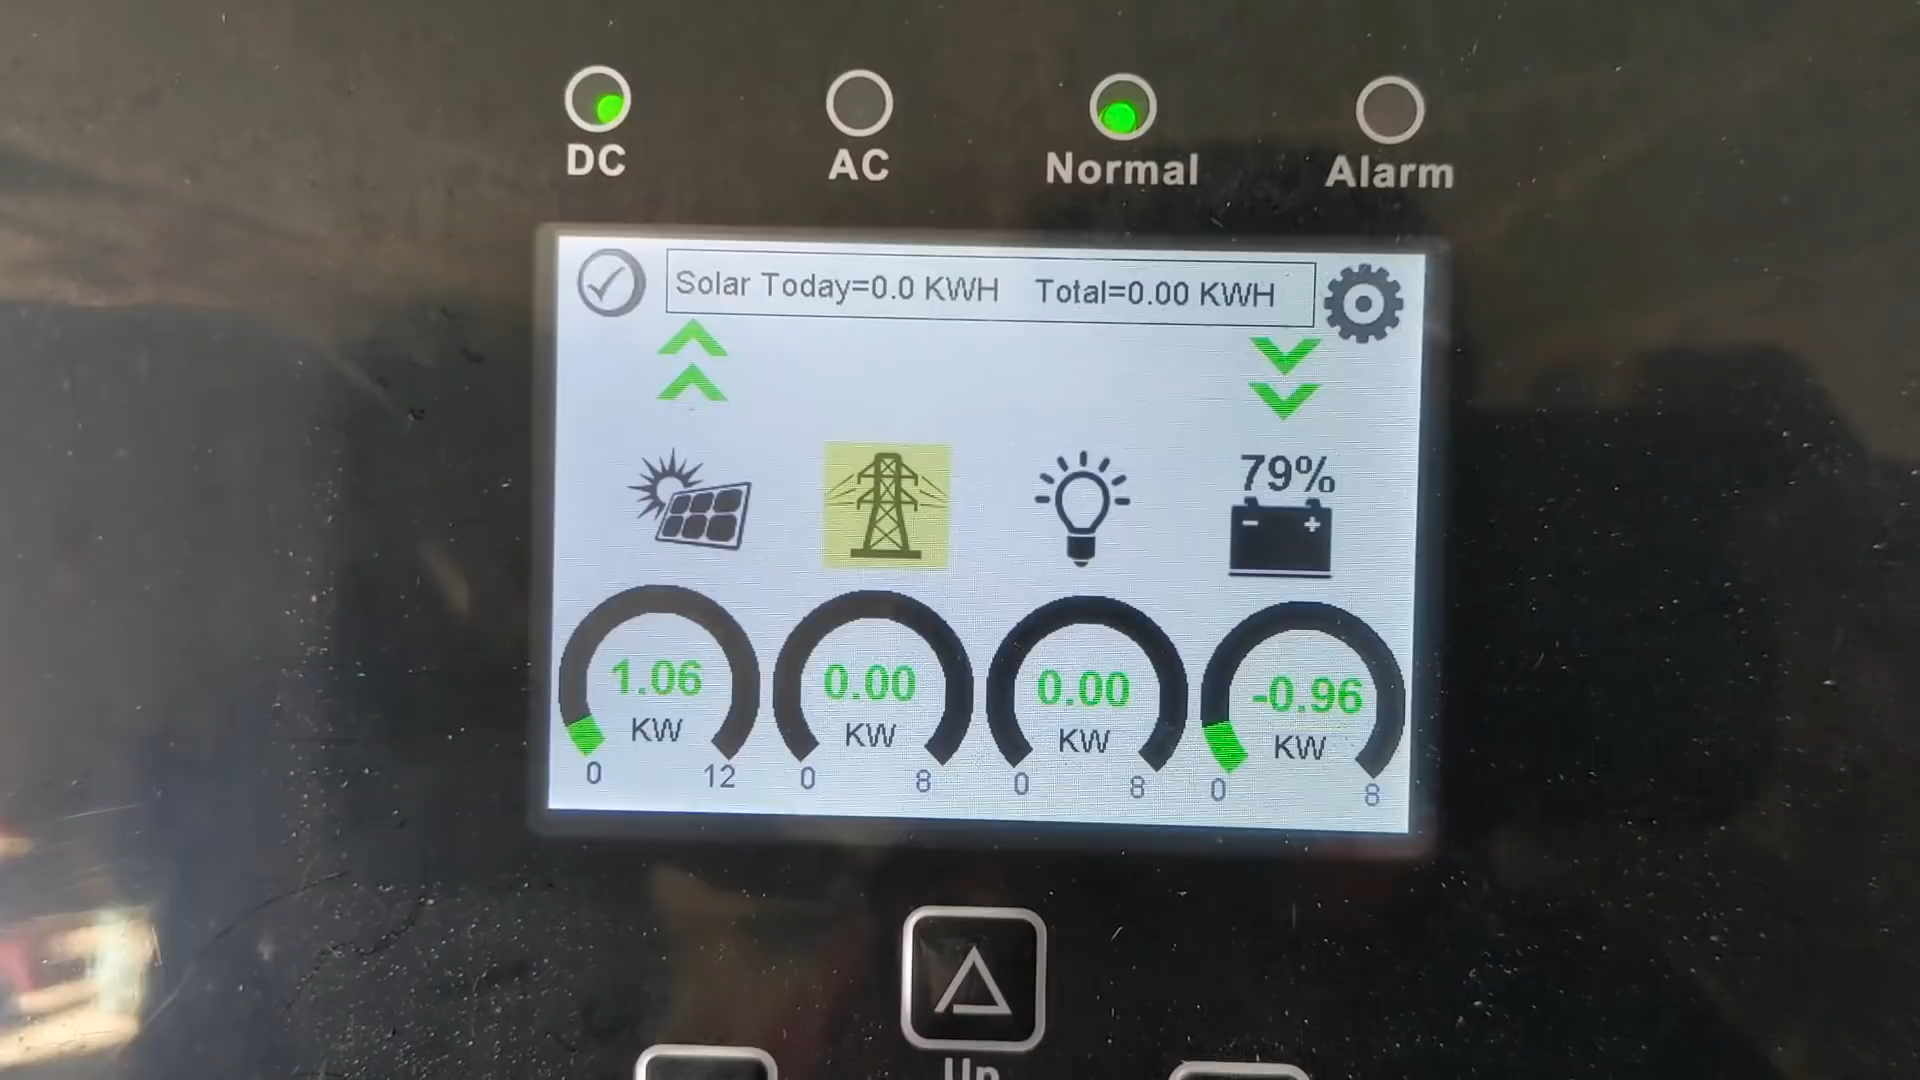 DC AC Normal Alarm
Solar Today=0.0 KWH Total=0.00 KWH
79%
- +
1.06 0.00 0.00 -0.96
KW KW KW KW
0 12 0 8 0 8 0 8
Up